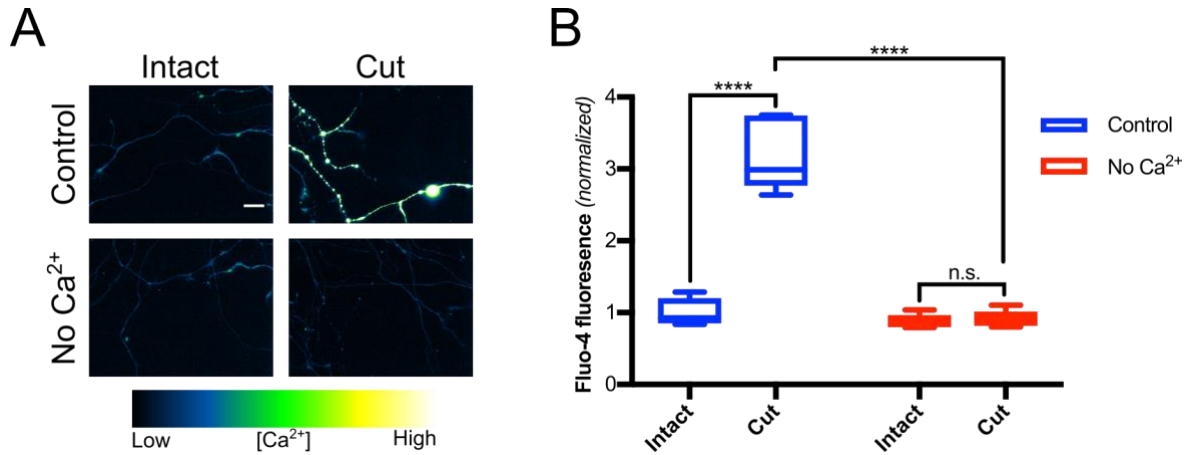 A
Intact Cut
Control
No Ca²⁺
Low [Ca²⁺] High
B
Fluo-4 fluoresence (normalized)
4
3
2
1
0
****
****
n.s.
Intact Cut Intact Cut
Control
No Ca²⁺